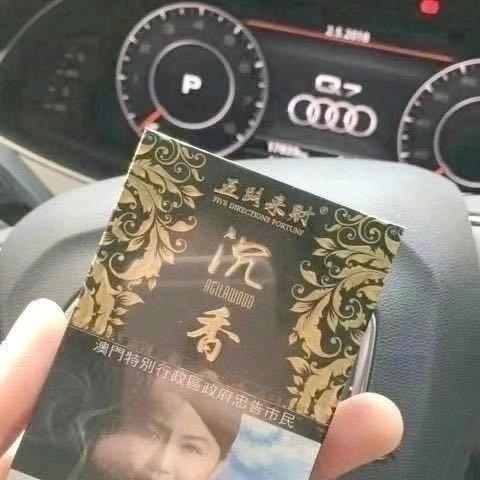 2.5.2018
P
Q7
五路来財®
FIVE DIRECTIONS FORTUNE
沉
AGILAWOOD
香
澳門特別行政區政府忠告市民